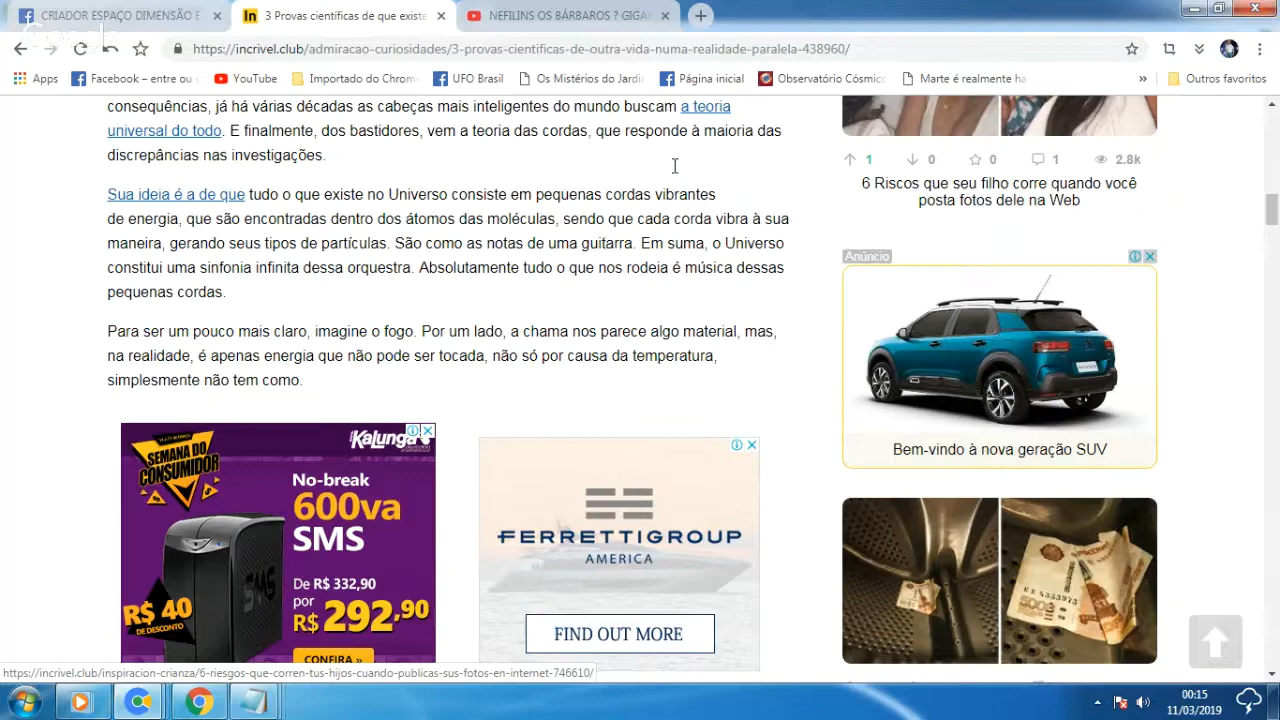 CRIADOR ESPAÇO DIMENSÃO E
3 Provas científicas de que existe
NEFILINS OS BÁRBAROS ? GIGA
https://incrivel.club/admiracao-curiosidades/3-provas-cientificas-de-outra-vida-numa-realidade-paralela-438960/
Apps
Facebook – entre ou c
YouTube
Importado do Chrom
UFO Brasil
Os Mistérios do Jardi
Página inicial
Observatório Cósmic
Marte é realmente ha
»
Outros favoritos
consequências, já há várias décadas as cabeças mais inteligentes do mundo buscam a teoria
universal do todo. E finalmente, dos bastidores, vem a teoria das cordas, que responde à maioria das
discrepâncias nas investigações.
Sua ideia é a de que tudo o que existe no Universo consiste em pequenas cordas vibrantes
de energia, que são encontradas dentro dos átomos das moléculas, sendo que cada corda vibra à sua
maneira, gerando seus tipos de partículas. São como as notas de uma guitarra. Em suma, o Universo
constitui uma sinfonia infinita dessa orquestra. Absolutamente tudo o que nos rodeia é música dessas
pequenas cordas.
Para ser um pouco mais claro, imagine o fogo. Por um lado, a chama nos parece algo material, mas,
na realidade, é apenas energia que não pode ser tocada, não só por causa da temperatura,
simplesmente não tem como.
SEMANA DO
CONSUMIDOR
KaLunga
.com
No-break
600va
SMS
SMS
De R$ 332,90
por
R$ 292,90
R$ 40
DE DESCONTO
CONFIRA »
FERRETTIGROUP
AMERICA
FIND OUT MORE
1 0 0 1 2.8k
6 Riscos que seu filho corre quando você
posta fotos dele na Web
Anúncio
Bem-vindo à nova geração SUV
https://incrivel.club/inspiracion-crianza/6-riesgos-que-corren-tus-hijos-cuando-publicas-sus-fotos-en-internet-746610/
00:15
11/03/2019